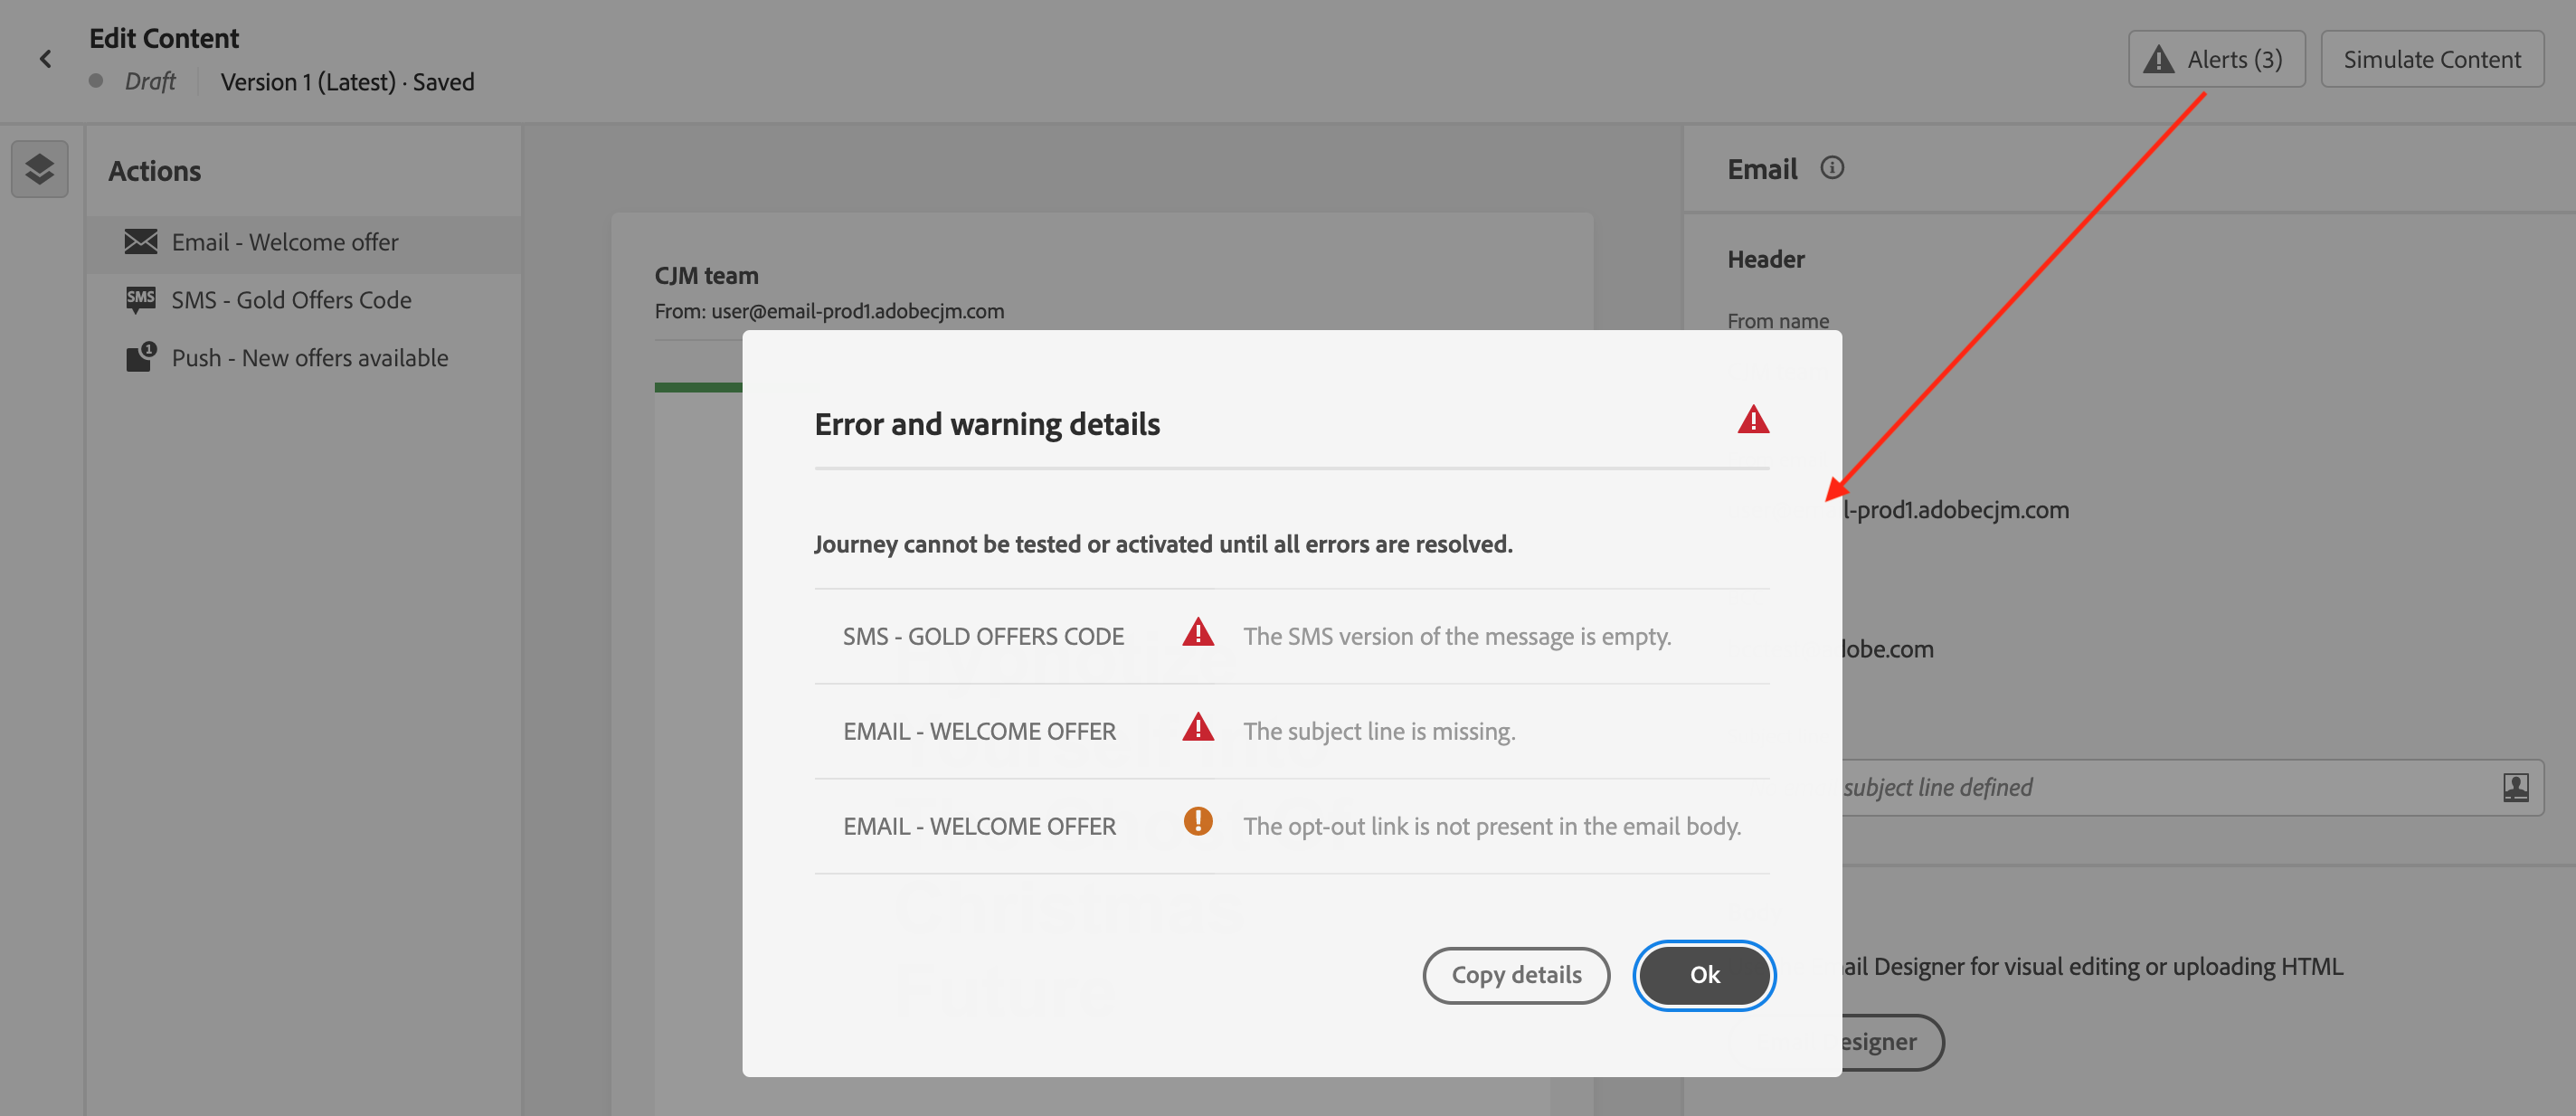 Edit Content
Draft
Version 1 (Latest) · Saved
Alerts (3)
Simulate Content
Actions
Email - Welcome offer
SMS
SMS - Gold Offers Code
1
Push - New offers available
CJM team
From: user@email-prod1.adobecjm.com
Email
Header
From name
l-prod1.adobecjm.com
lobe.com
subject line defined
ail Designer for visual editing or uploading HTML
esigner
Error and warning details
Journey cannot be tested or activated until all errors are resolved.
SMS - GOLD OFFERS CODE
The SMS version of the message is empty.
EMAIL - WELCOME OFFER
The subject line is missing.
EMAIL - WELCOME OFFER
The opt-out link is not present in the email body.
Copy details
Ok